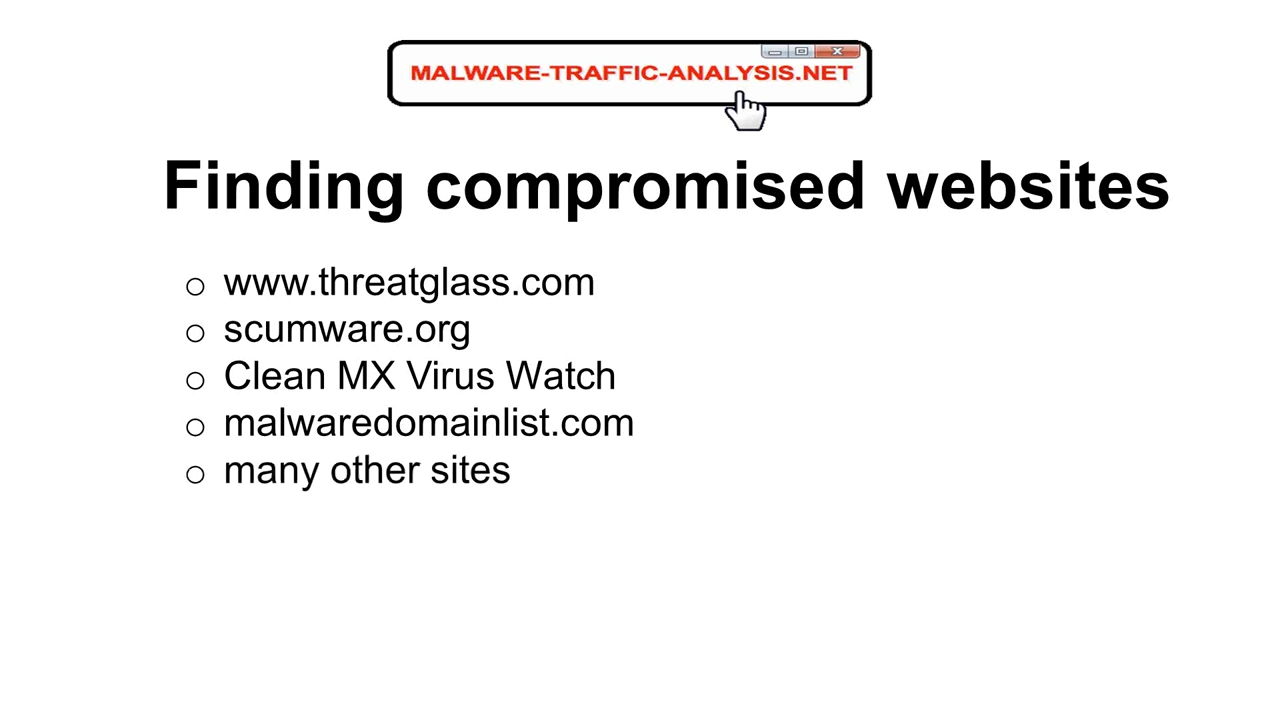 MALWARE-TRAFFIC-ANALYSIS.NET
Finding compromised websites
www.threatglass.com
scumware.org
Clean MX Virus Watch
malwaredomainlist.com
many other sites